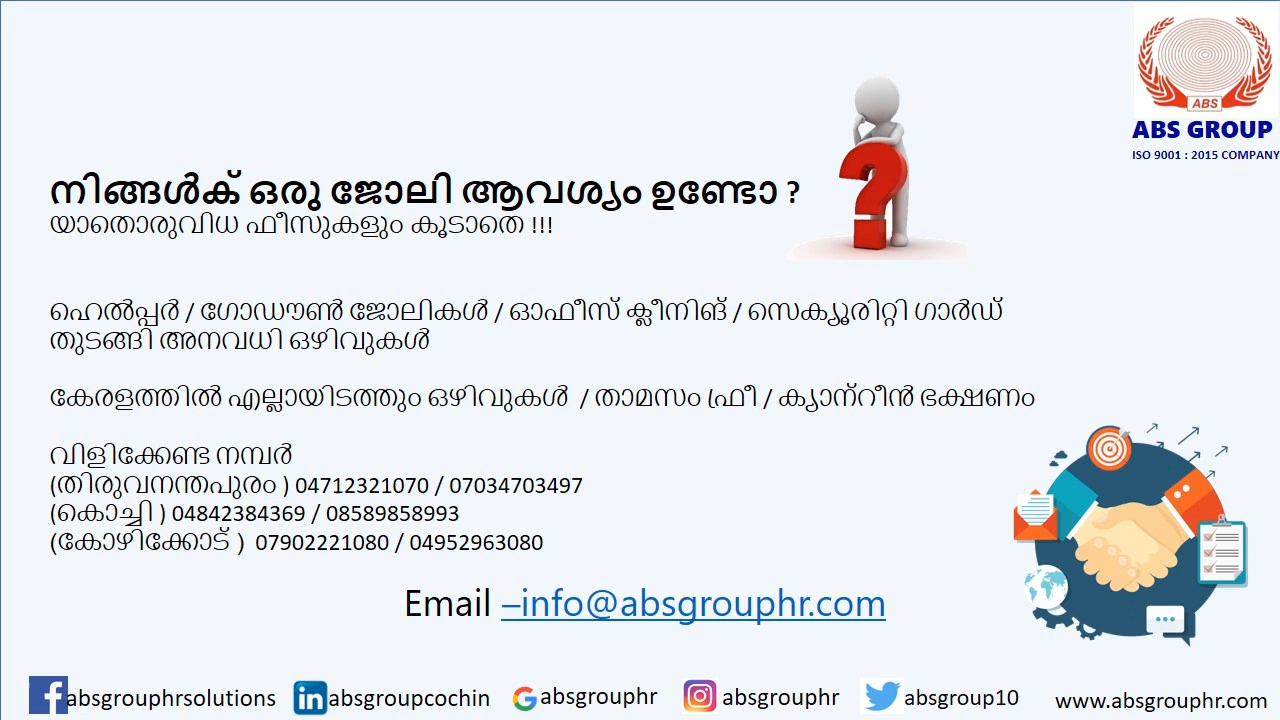 ABS
ABS GROUP
ISO 9001 : 2015 COMPANY
നിങ്ങൾക് ഒരു ജോലി ആവശ്യം ഉണ്ടോ ?
യാതൊരുവിധ ഫീസുകളും കൂടാതെ !!!
ഹെൽപ്പർ / ഗോഡൗൺ ജോലികൾ / ഓഫീസ് ക്ലീനിങ് / സെക്യൂരിറ്റി ഗാർഡ്
തുടങ്ങി അനവധി ഒഴിവുകൾ
കേരളത്തിൽ എല്ലായിടത്തും ഒഴിവുകൾ / താമസം ഫ്രീ / ക്യാന്റീൻ ഭക്ഷണം
വിളിക്കേണ്ട നമ്പർ
(തിരുവനന്തപുരം ) 04712321070 / 07034703497
(കൊച്ചി ) 04842384369 / 08589858993
(കോഴിക്കോട് ) 07902221080 / 04952963080
Email –info@absgrouphr.com
absgrouphrsolutions
absgroupcochin
absgrouphr
absgrouphr
absgroup10
www.absgrouphr.com